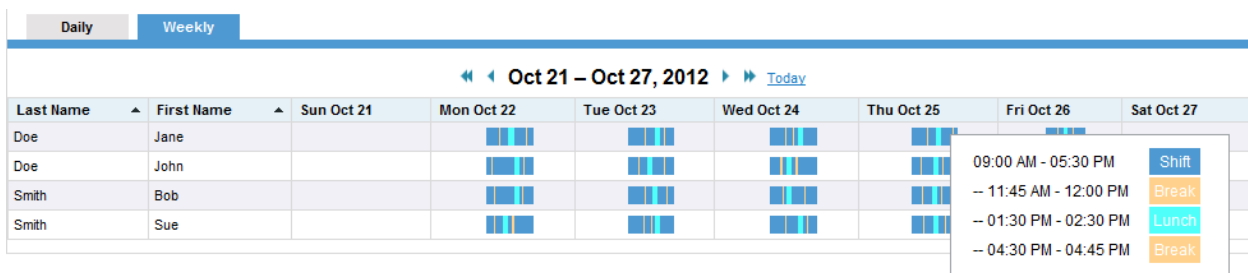 Daily Weekly
Oct 21 – Oct 27, 2012 Today
Last Name First Name Sun Oct 21 Mon Oct 22 Tue Oct 23 Wed Oct 24 Thu Oct 25 Fri Oct 26 Sat Oct 27
Doe Jane
Doe John
Smith Bob
Smith Sue
09:00 AM - 05:30 PM Shift
-- 11:45 AM - 12:00 PM Break
-- 01:30 PM - 02:30 PM Lunch
-- 04:30 PM - 04:45 PM Break